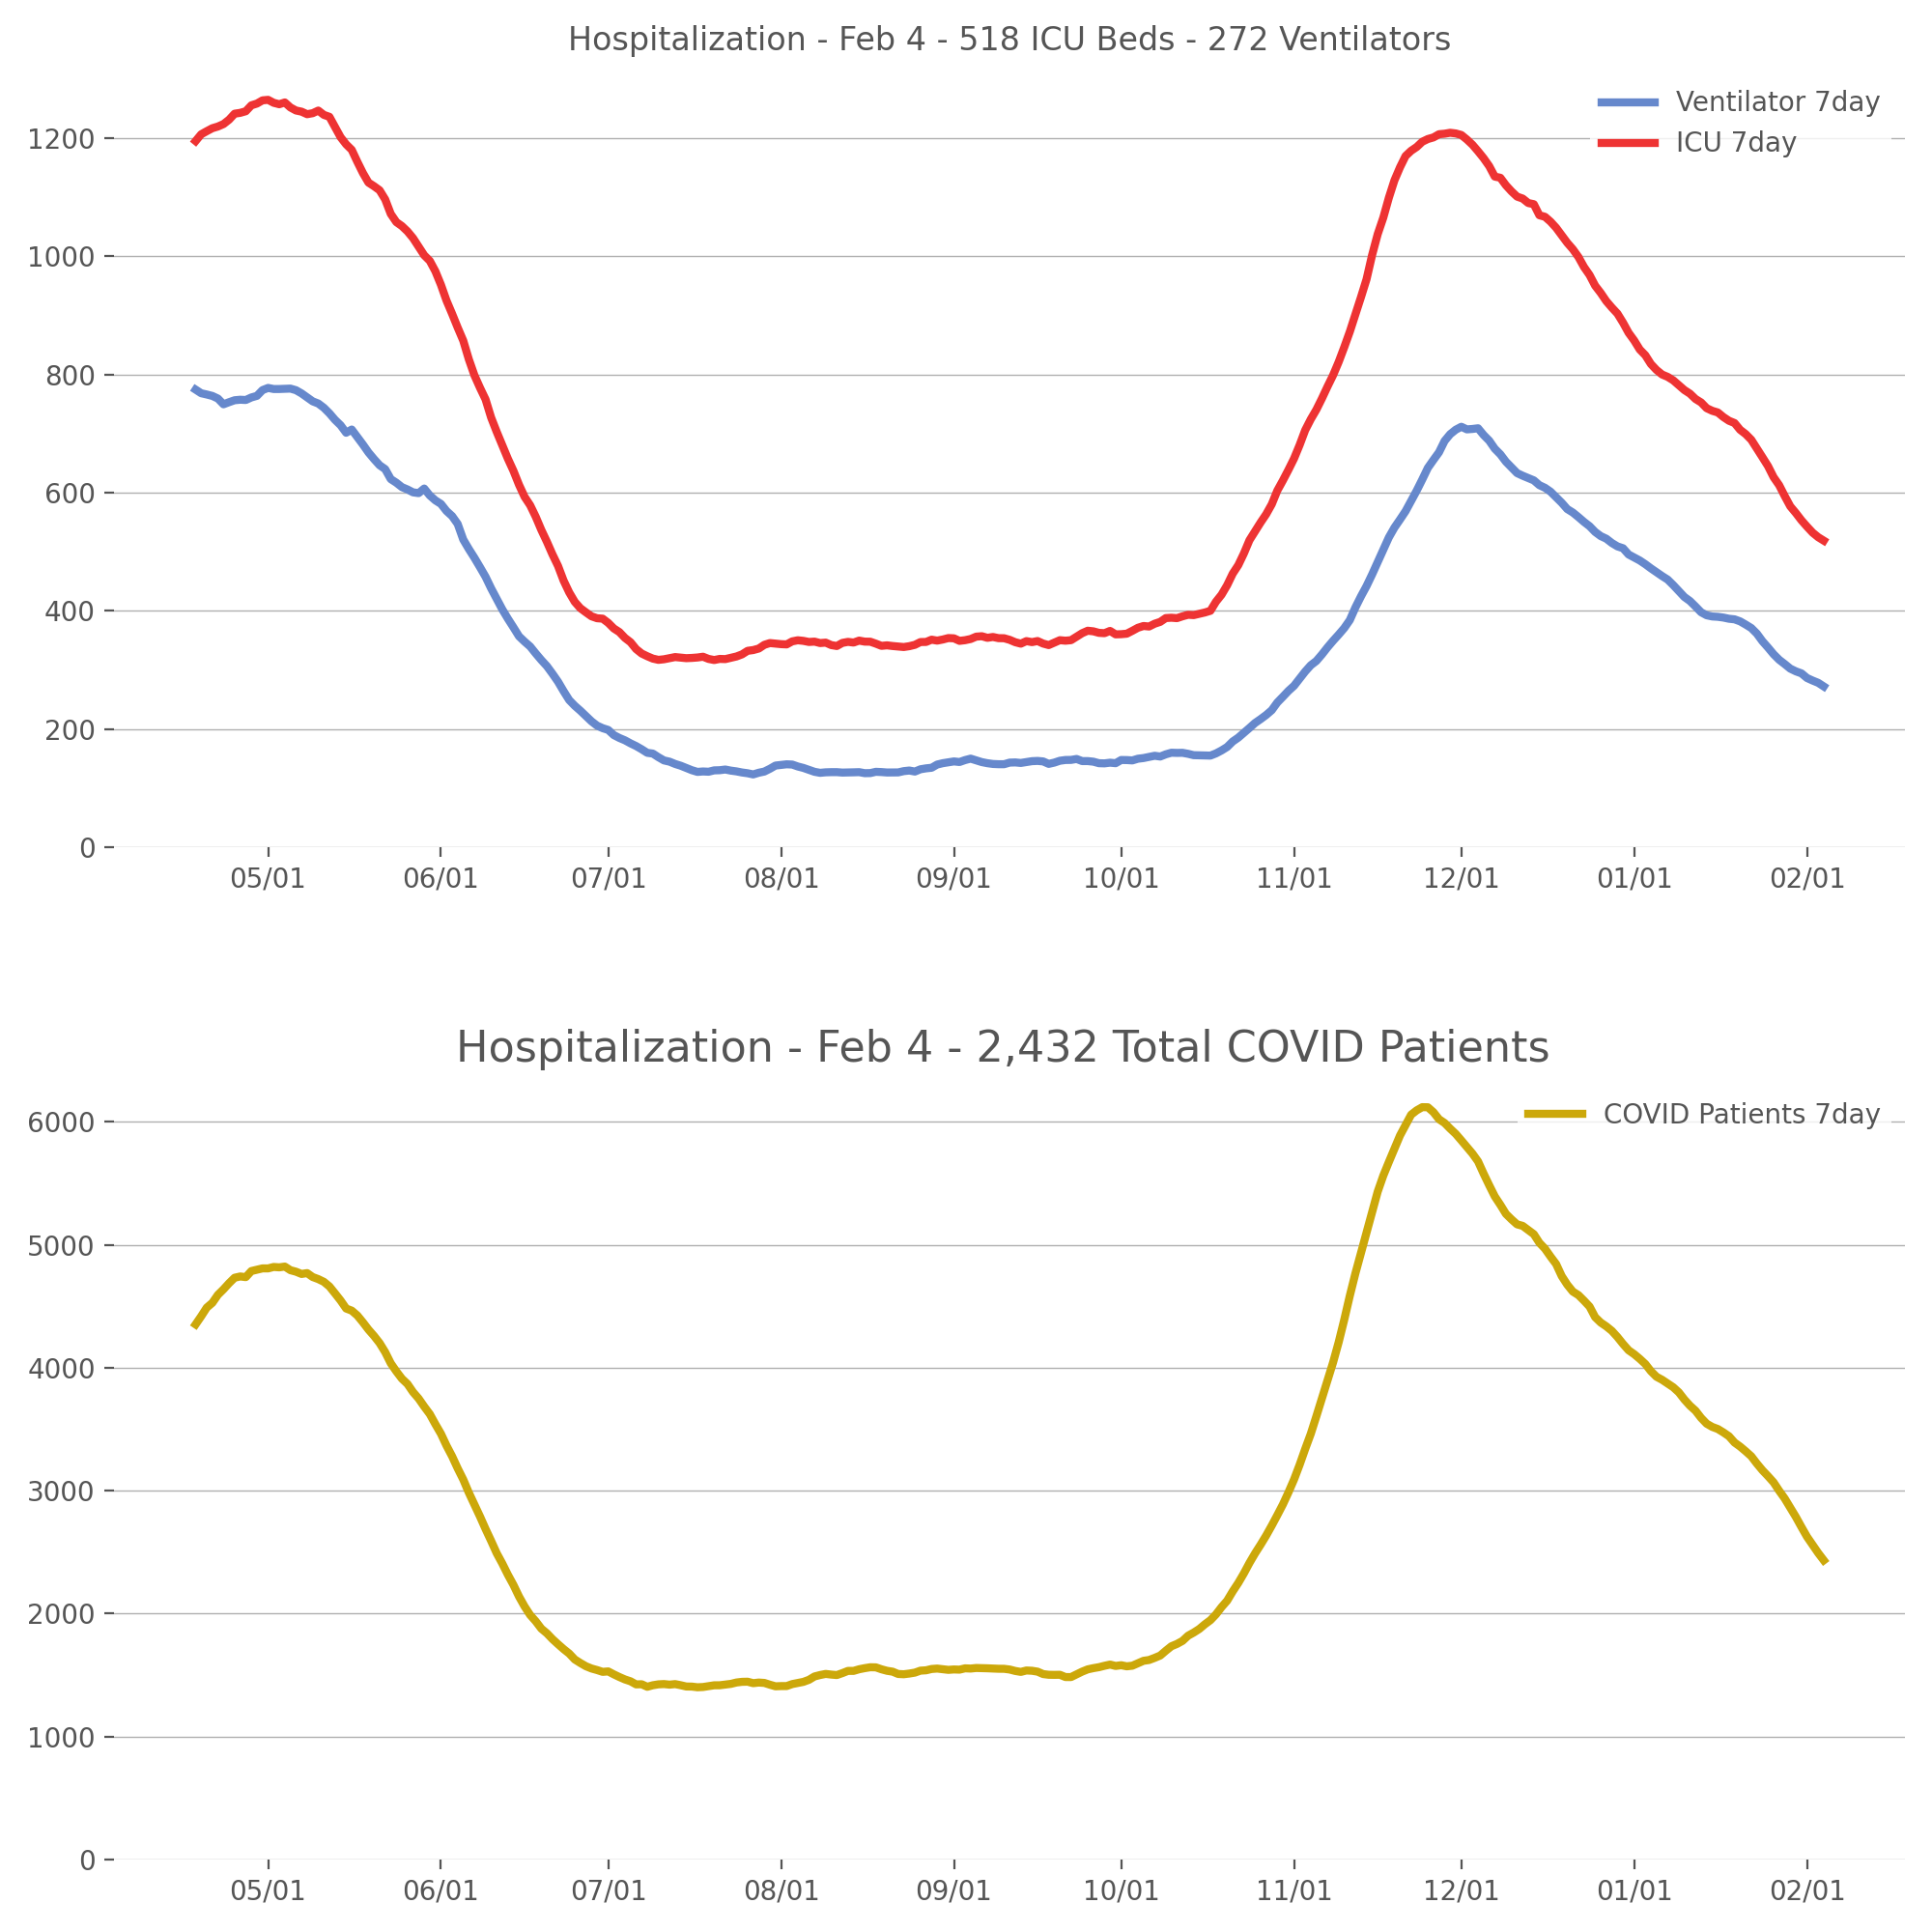 Hospitalization - Feb 4 - 518 ICU Beds - 272 Ventilators
Ventilator 7day
ICU 7day
1200
1000
800
600
400
200
0
05/01 06/01 07/01 08/01 09/01 10/01 11/01 12/01 01/01 02/01
Hospitalization - Feb 4 - 2,432 Total COVID Patients
COVID Patients 7day
6000
5000
4000
3000
2000
1000
0
05/01 06/01 07/01 08/01 09/01 10/01 11/01 12/01 01/01 02/01